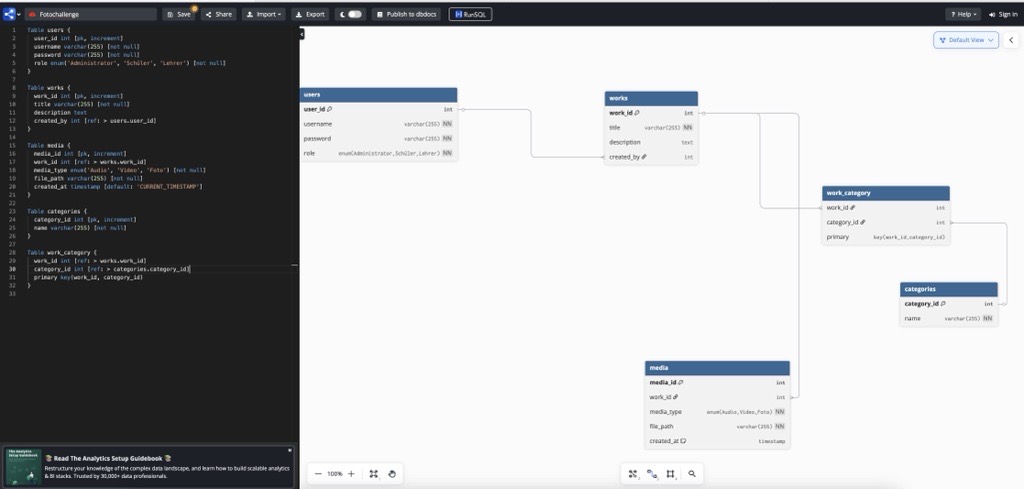 Fotochallenge
Save
Share
Import
Export
Publish to dbdocs
RunSQL
Help
Sign in
1 Table users {
2 user_id int [pk, increment]
3 username varchar(255) [not null]
4 password varchar(255) [not null]
5 role enum('Administrator', 'Schüler', 'Lehrer') [not null]
6 }
7
8 Table works {
9 work_id int [pk, increment]
10 title varchar(255) [not null]
11 description text
12 created_by int [ref: > users.user_id]
13 }
14
15 Table media {
16 media_id int [pk, increment]
17 work_id int [ref: > works.work_id]
18 media_type enum('Audio', 'Video', 'Foto') [not null]
19 file_path varchar(255) [not null]
20 created_at timestamp [default: 'CURRENT_TIMESTAMP']
21 }
22
23 Table categories {
24 category_id int [pk, increment]
25 name varchar(255) [not null]
26 }
27
28 Table work_category {
29 work_id int [ref: > works.work_id]
30 category_id int [ref: > categories.category_id]
31 primary key(work_id, category_id)
32 }
33
Default View
users
user_id int
username varchar(255) NN
password varchar(255) NN
role enum(Administrator,Schüler,Lehrer) NN
works
work_id int
title varchar(255) NN
description text
created_by int
work_category
work_id int
category_id int
primary key(work_id,category_id)
categories
category_id int
name varchar(255) NN
media
media_id int
work_id int
media_type enum(Audio,Video,Foto) NN
file_path varchar(255) NN
created_at timestamp
The Analytics
Setup Guidebook
Read The Analytics Setup Guidebook
Restructure your knowledge of the complex data landscape, and learn how to build scalable analytics
& BI stacks. Trusted by 30,000+ data professionals.
100%